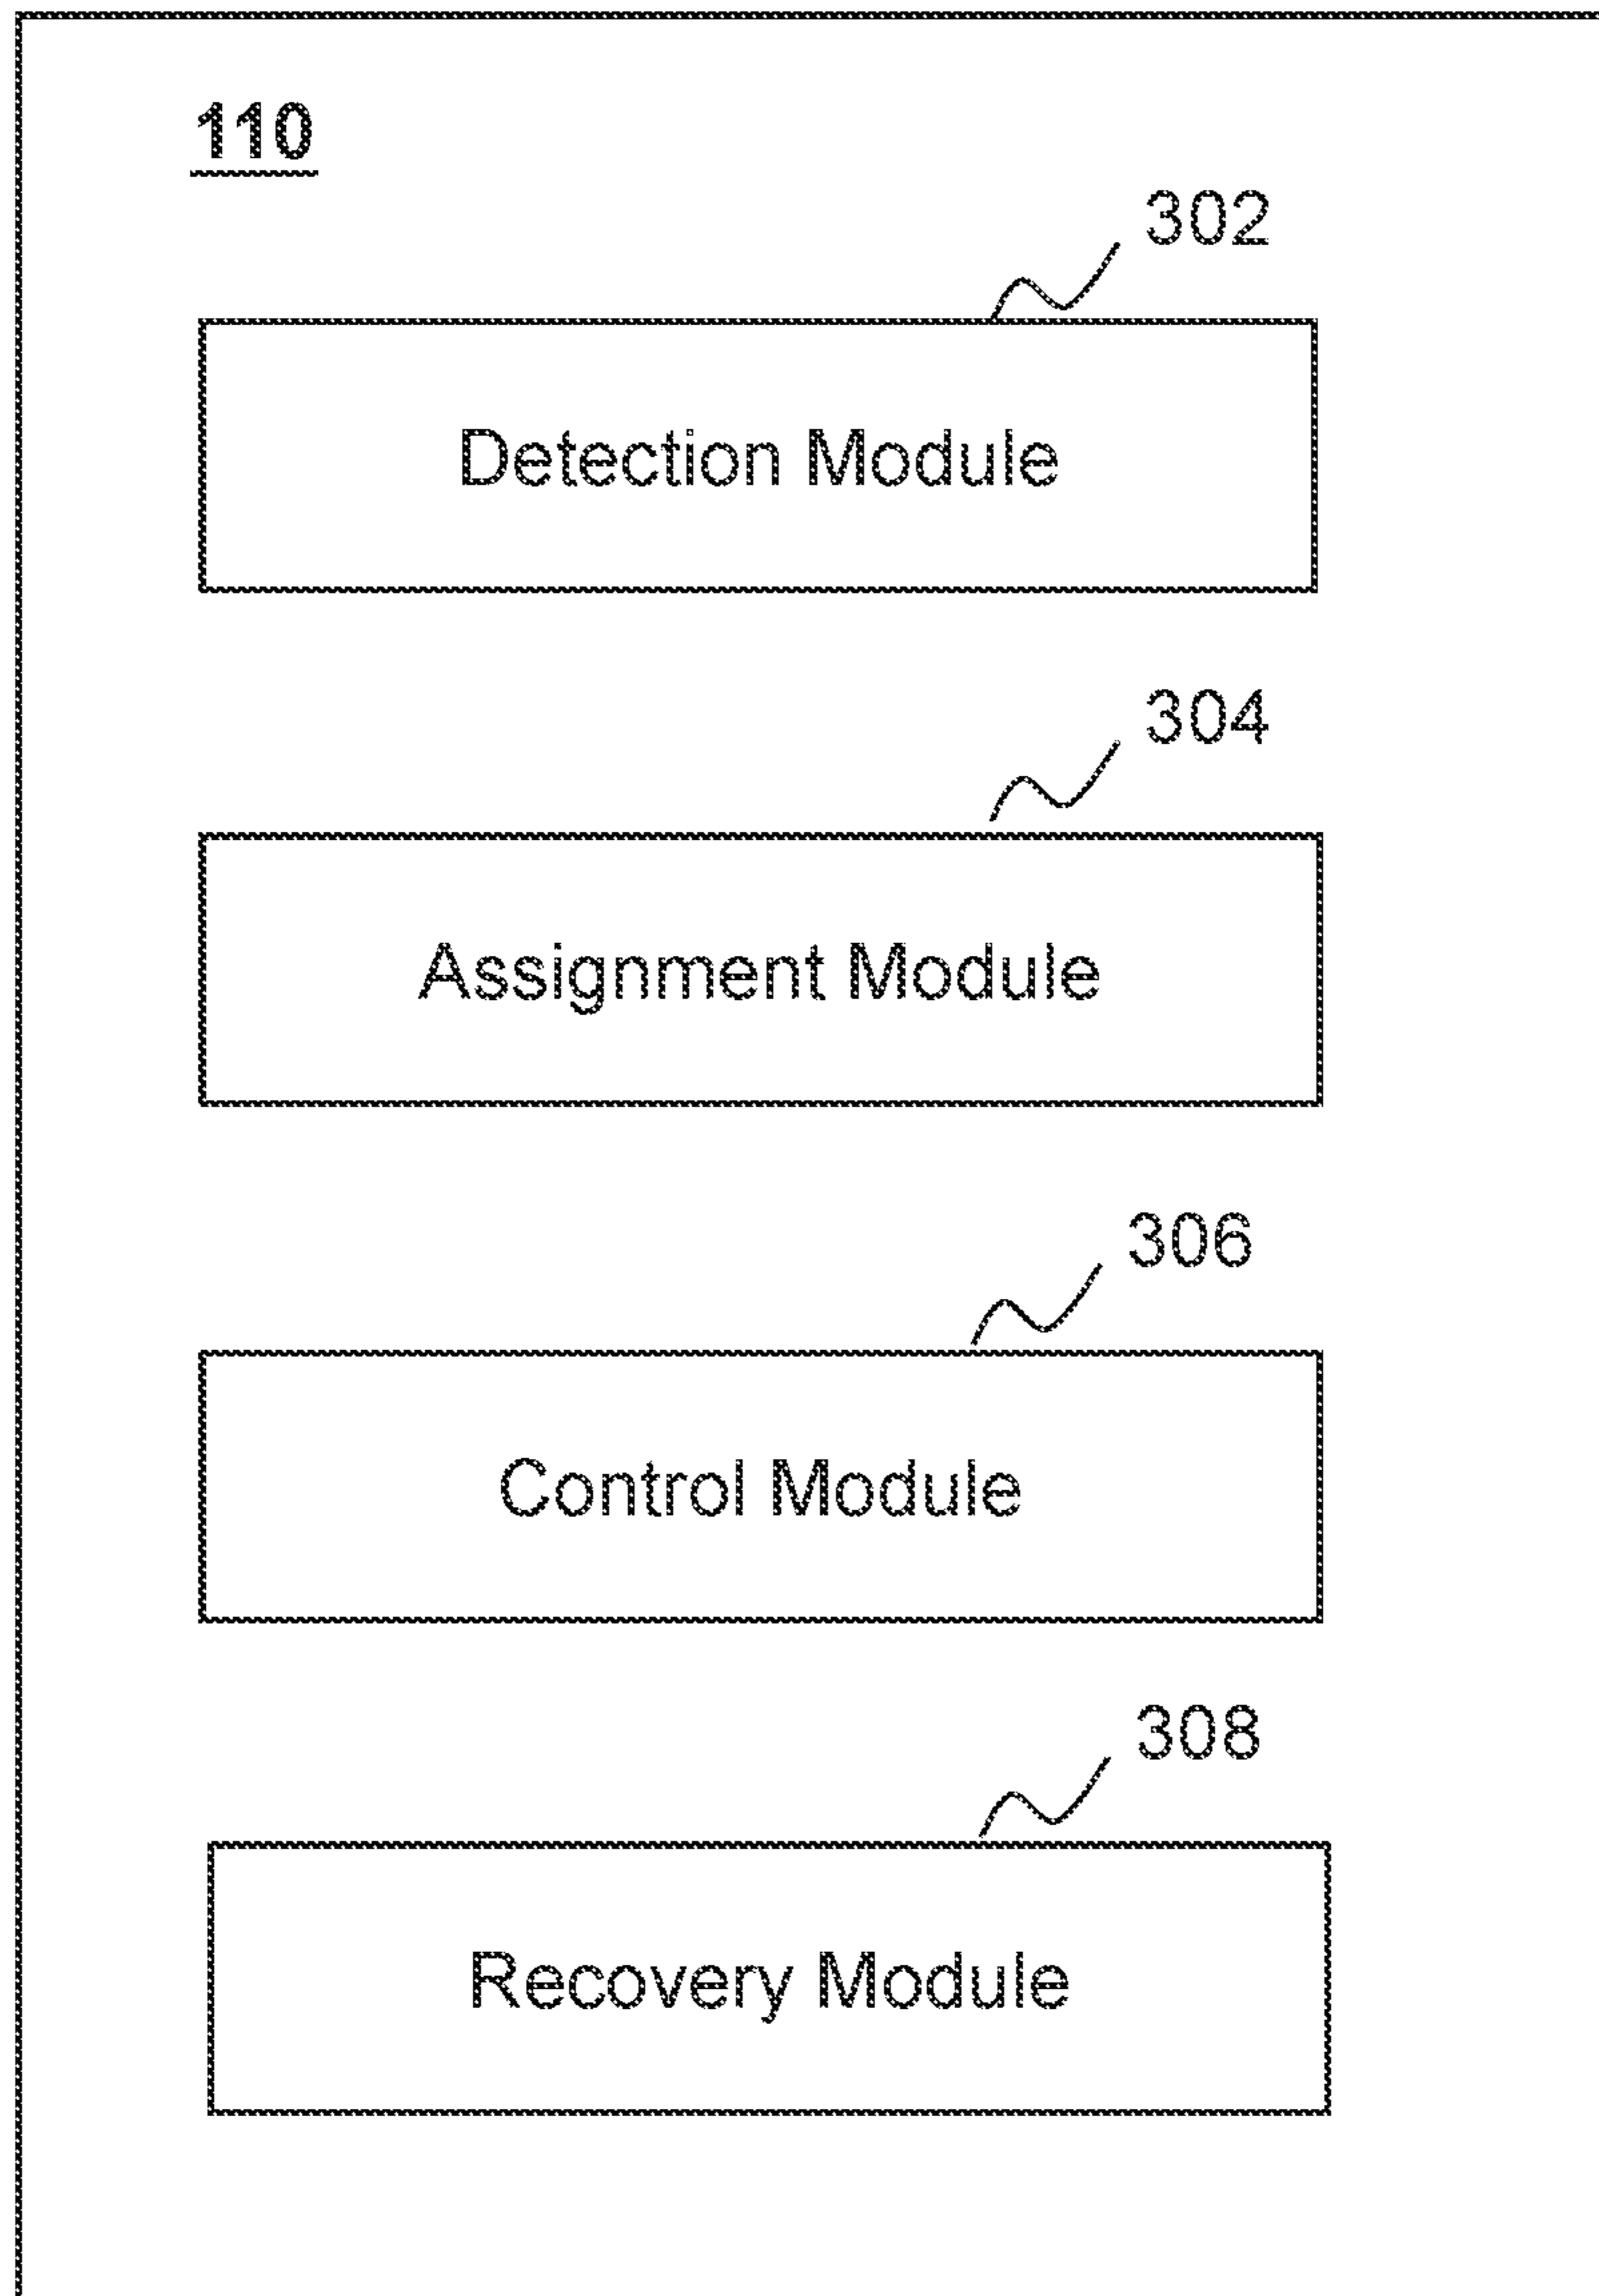 110
302
Detection Module
304
Assignment Module
306
Control Module
308
Recovery Module